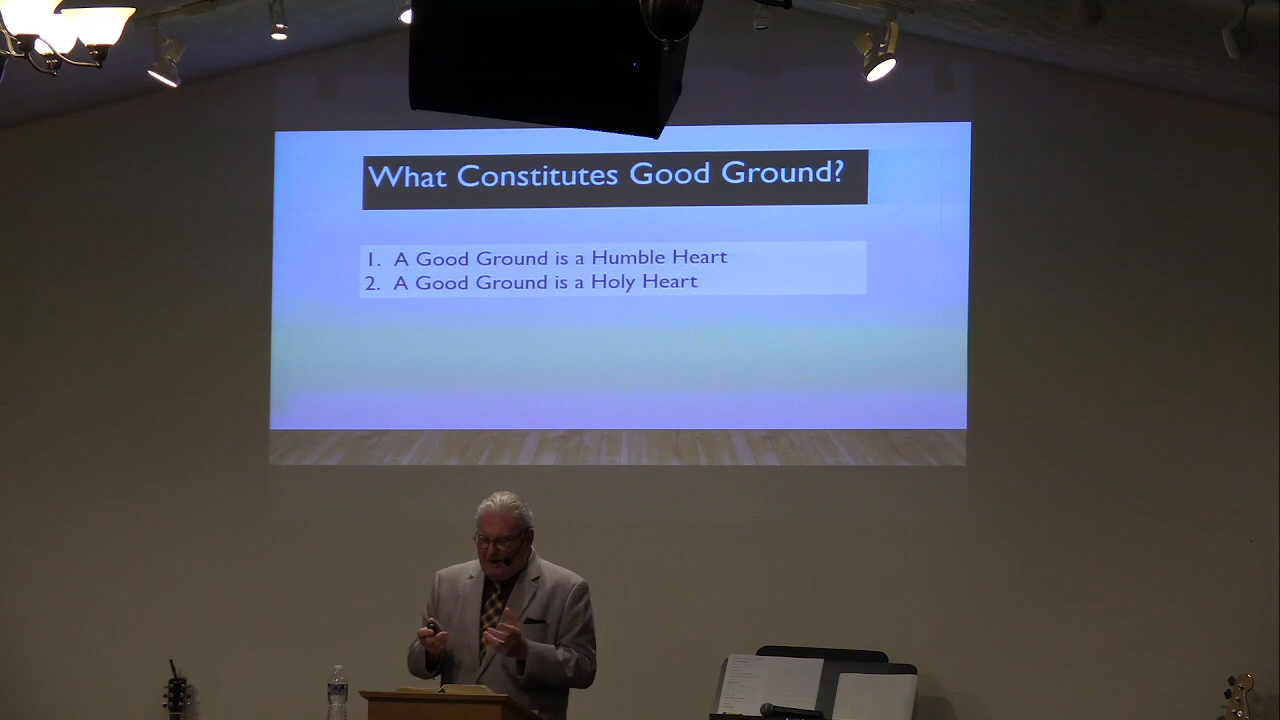 What Constitutes Good Ground?
1. A Good Ground is a Humble Heart
2. A Good Ground is a Holy Heart